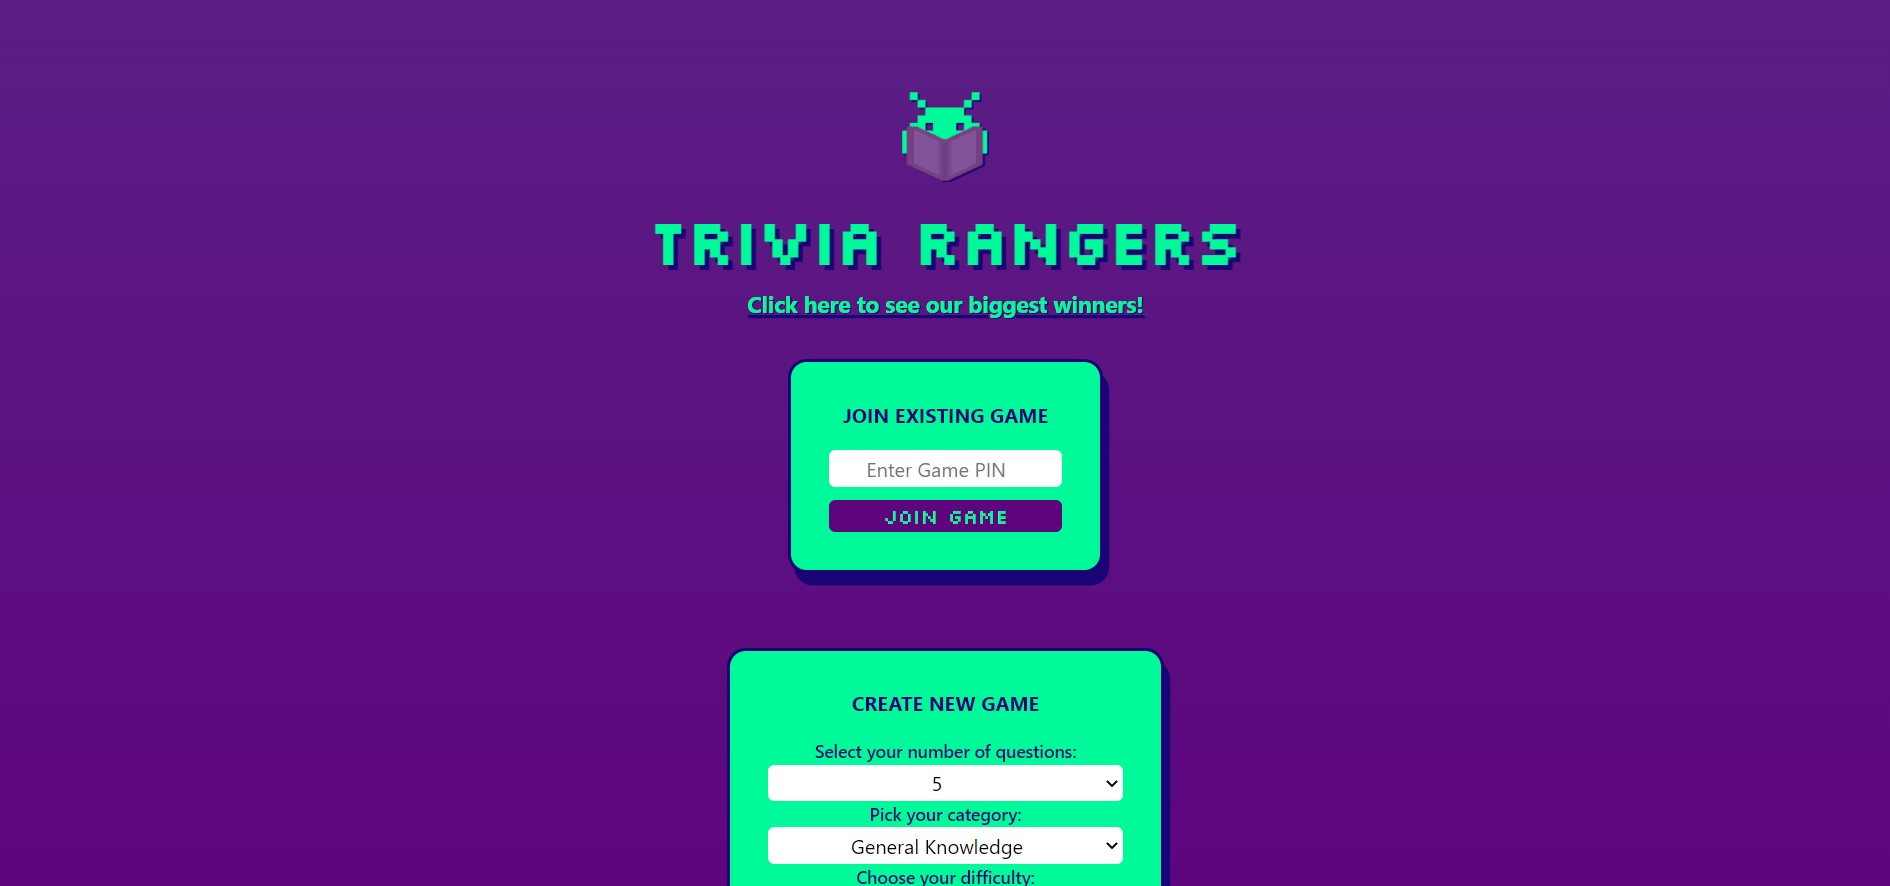 TRIVIA RANGERS
Click here to see our biggest winners!
JOIN EXISTING GAME
Enter Game PIN
JOIN GAME
CREATE NEW GAME
Select your number of questions:
5
Pick your category:
General Knowledge
Choose your difficulty: